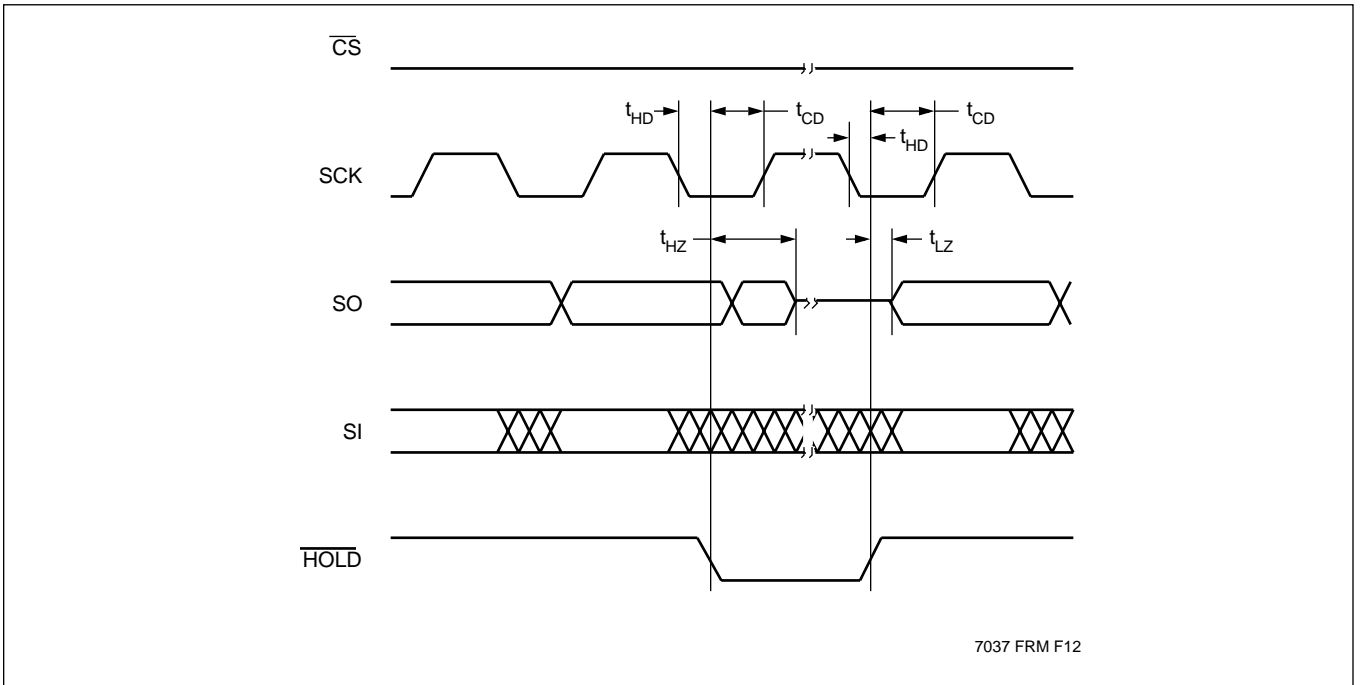 CS
tHD
tCD
tCD
tHD
SCK
tHZ
tLZ
SO
SI
HOLD
7037 FRM F12